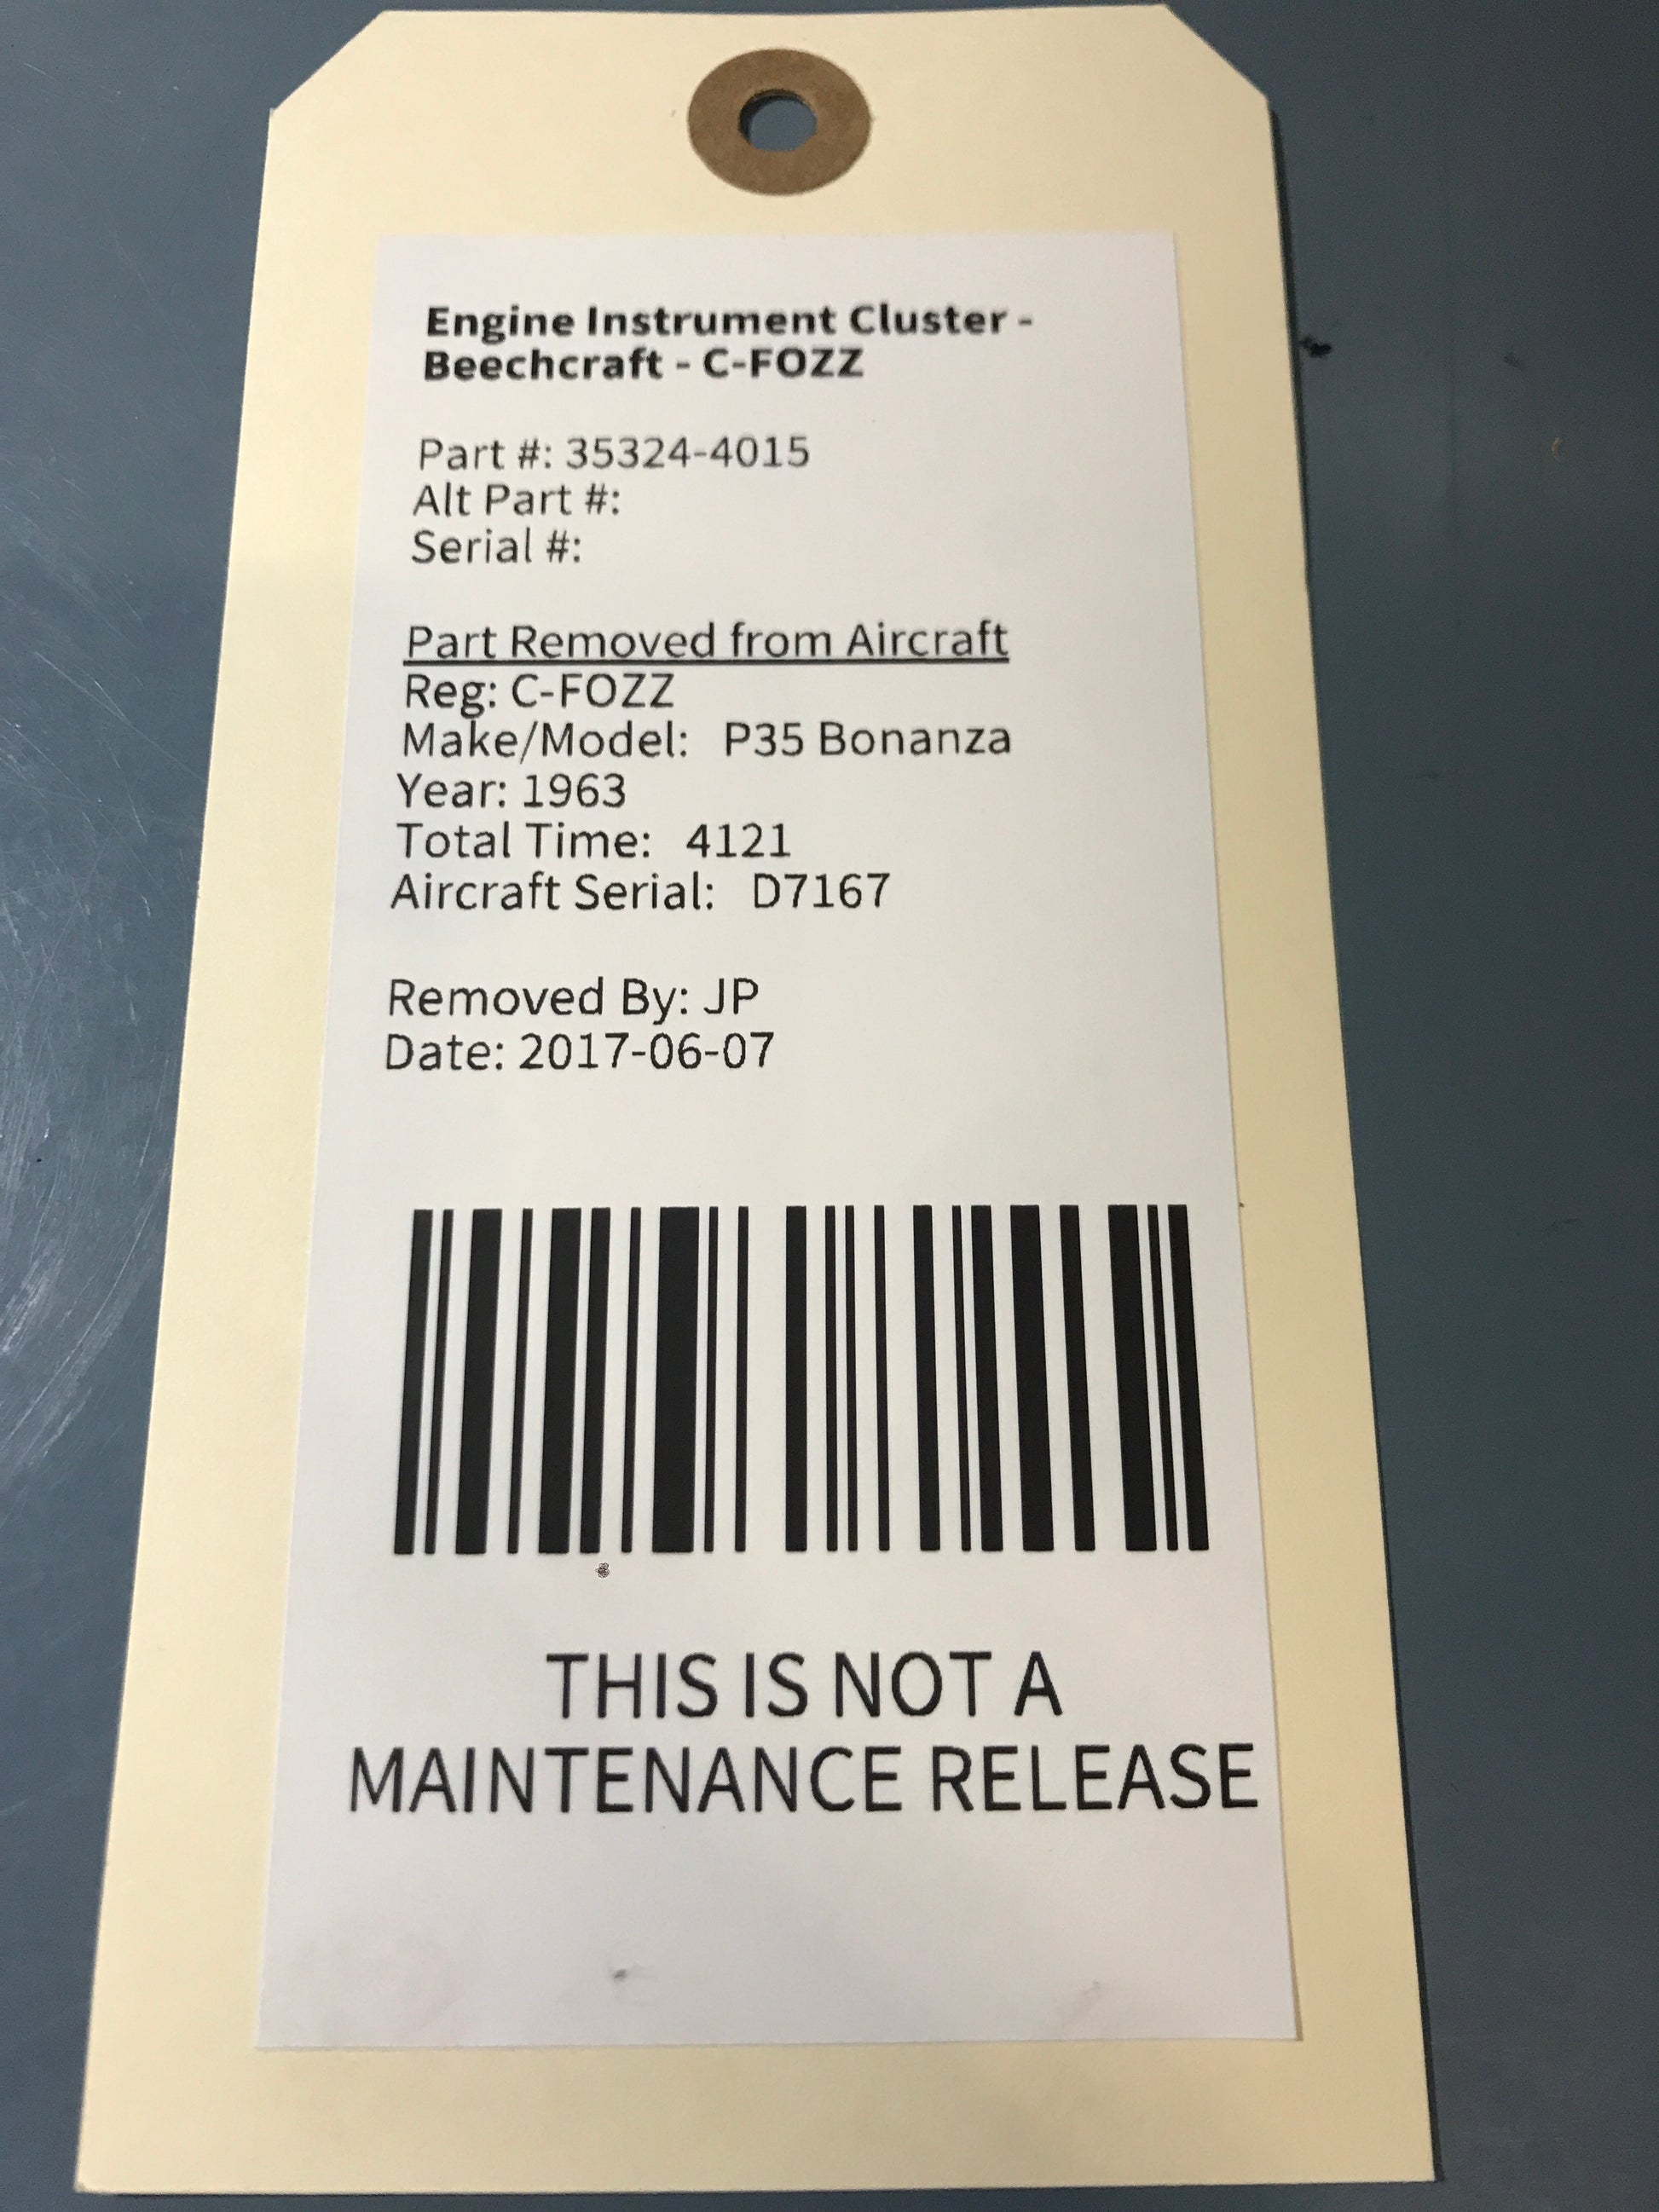 Engine Instrument Cluster -
Beechcraft - C-FOZZ
Part #: 35324-4015
Alt Part #:
Serial #:
Part Removed from Aircraft
Reg: C-FOZZ
Make/Model: P35 Bonanza
Year: 1963
Total Time: 4121
Aircraft Serial: D7167
Removed By: JP
Date: 2017-06-07
THIS IS NOT A
MAINTENANCE RELEASE